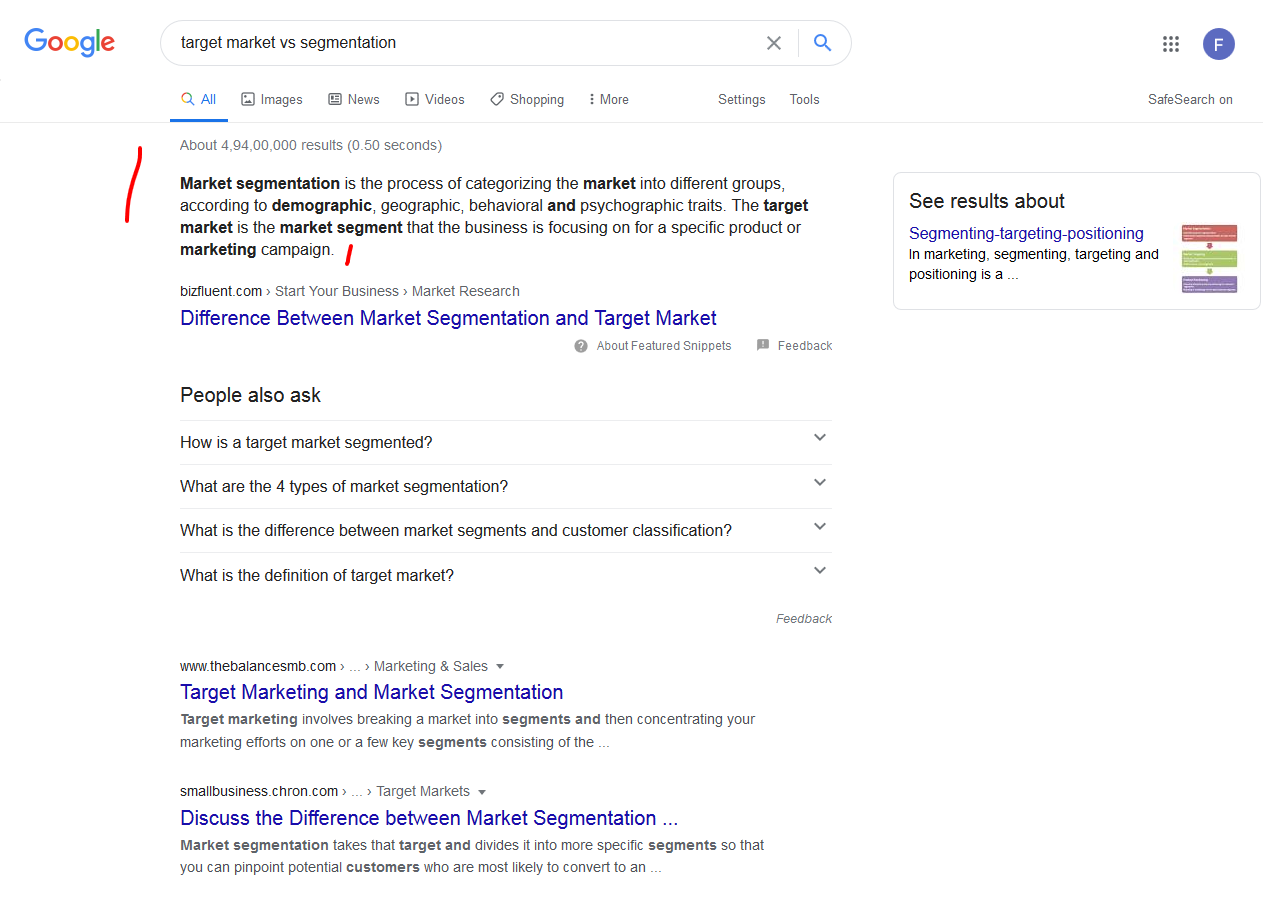 Google
target market vs segmentation
F
All Images News Videos Shopping More Settings Tools SafeSearch on
About 4,94,00,000 results (0.50 seconds)
Market segmentation is the process of categorizing the market into different groups,
according to demographic, geographic, behavioral and psychographic traits. The target
market is the market segment that the business is focusing on for a specific product or
marketing campaign.
bizfluent.com › Start Your Business › Market Research
Difference Between Market Segmentation and Target Market
About Featured Snippets Feedback
See results about
Segmenting-targeting-positioning
In marketing, segmenting, targeting and
positioning is a ...
People also ask
How is a target market segmented?
What are the 4 types of market segmentation?
What is the difference between market segments and customer classification?
What is the definition of target market?
Feedback
www.thebalancesmb.com › ... › Marketing & Sales
Target Marketing and Market Segmentation
Target marketing involves breaking a market into segments and then concentrating your
marketing efforts on one or a few key segments consisting of the ...
smallbusiness.chron.com › ... › Target Markets
Discuss the Difference between Market Segmentation ...
Market segmentation takes that target and divides it into more specific segments so that
you can pinpoint potential customers who are most likely to convert to an ...